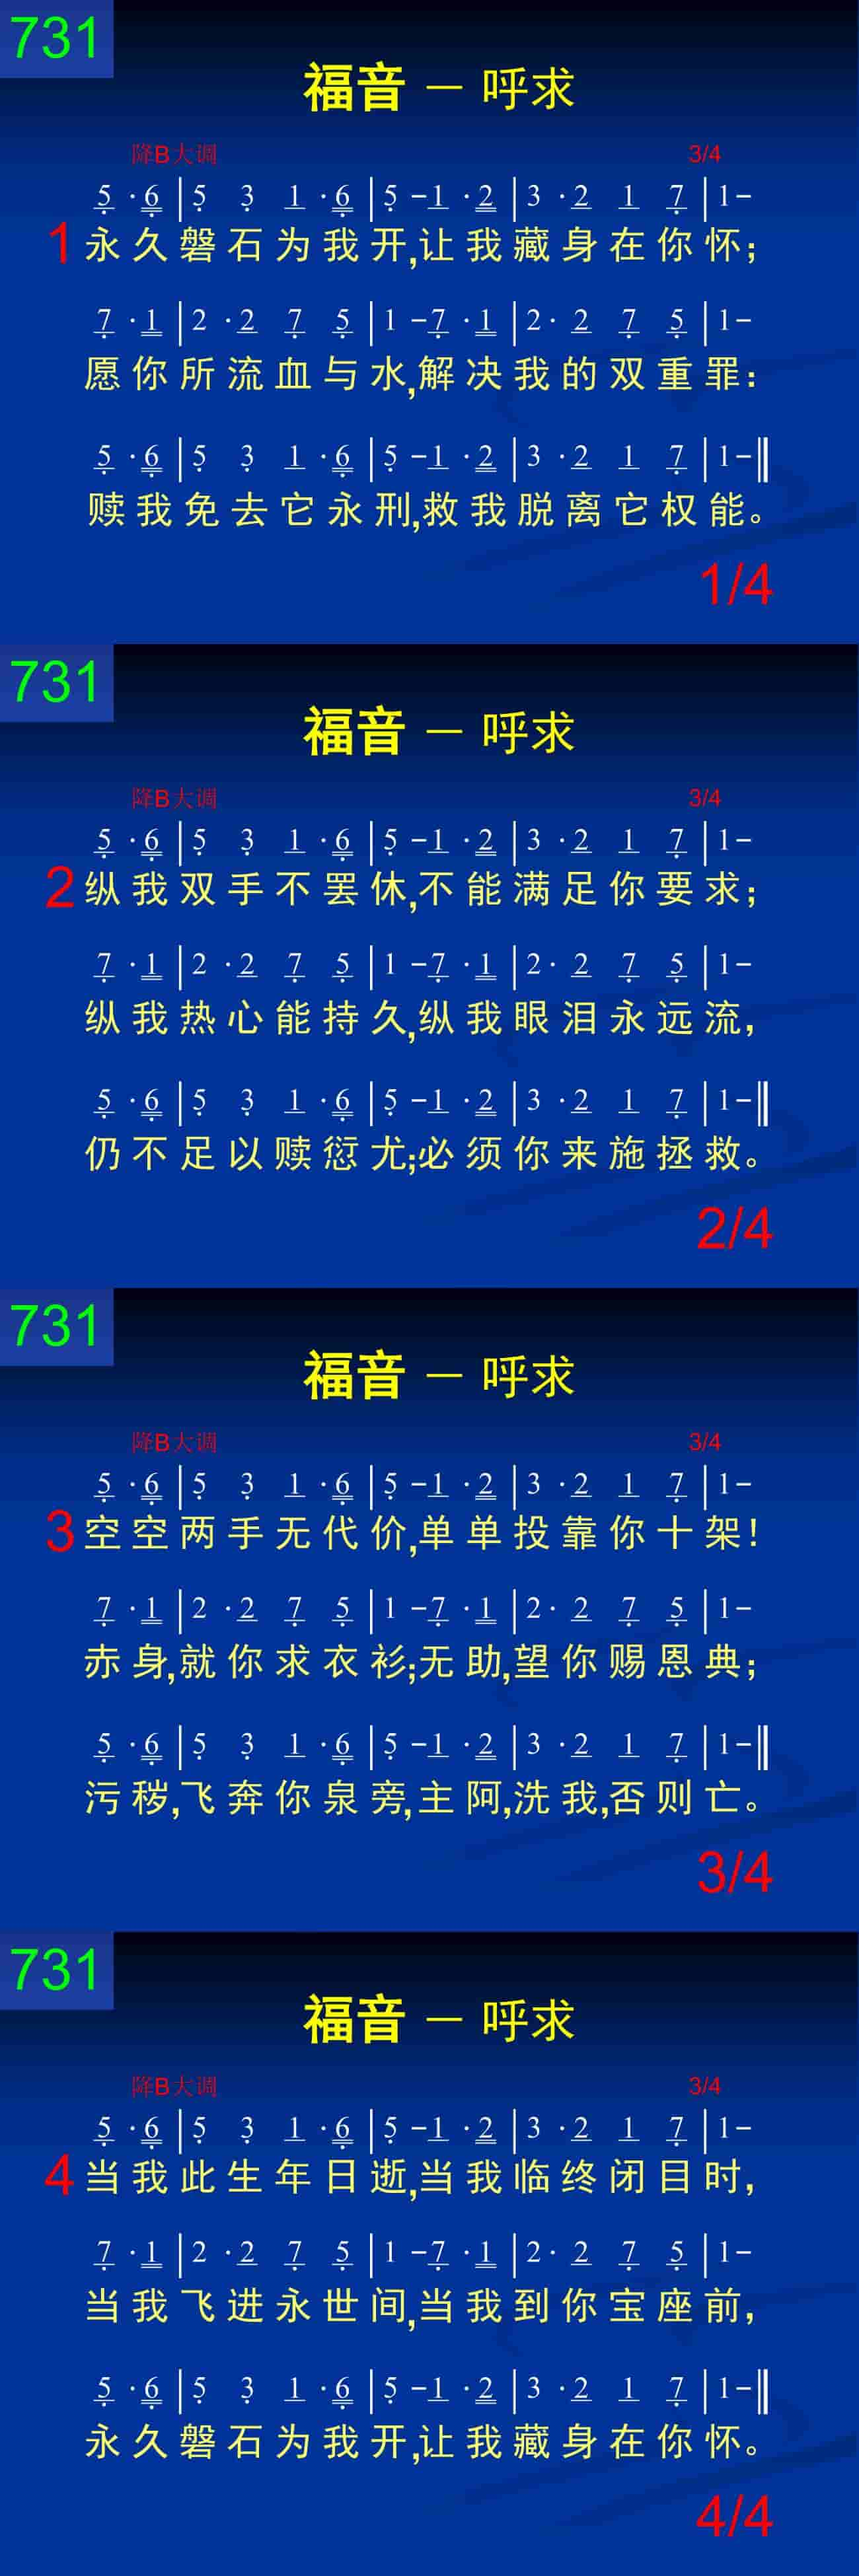 731
福音 － 呼求
降B大调 3/4
5 · 6 | 5 3 1 · 6 | 5 －1 · 2 | 3 · 2 1 7 | 1－
1 永久磐石为我开,让我藏身在你怀；
7 · 1 | 2 · 2 7 5 | 1 －7 · 1 | 2 · 2 7 5 | 1－
愿你所流血与水,解决我的双重罪：
5 · 6 | 5 3 1 · 6 | 5 －1 · 2 | 3 · 2 1 7 | 1－‖
赎我免去它永刑,救我脱离它权能。
1/4
731
福音 － 呼求
降B大调 3/4
5 · 6 | 5 3 1 · 6 | 5 －1 · 2 | 3 · 2 1 7 | 1－
2 纵我双手不罢休,不能满足你要求；
7 · 1 | 2 · 2 7 5 | 1 －7 · 1 | 2 · 2 7 5 | 1－
纵我热心能持久,纵我眼泪永远流，
5 · 6 | 5 3 1 · 6 | 5 －1 · 2 | 3 · 2 1 7 | 1－‖
仍不足以赎愆尤;必须你来施拯救。
2/4
731
福音 － 呼求
降B大调 3/4
5 · 6 | 5 3 1 · 6 | 5 －1 · 2 | 3 · 2 1 7 | 1－
3 空空两手无代价,单单投靠你十架！
7 · 1 | 2 · 2 7 5 | 1 －7 · 1 | 2 · 2 7 5 | 1－
赤身,就你求衣衫;无助,望你赐恩典；
5 · 6 | 5 3 1 · 6 | 5 －1 · 2 | 3 · 2 1 7 | 1－‖
污秽,飞奔你泉旁,主阿,洗我,否则亡。
3/4
731
福音 － 呼求
降B大调 3/4
5 · 6 | 5 3 1 · 6 | 5 －1 · 2 | 3 · 2 1 7 | 1－
4 当我此生年日逝,当我临终闭目时，
7 · 1 | 2 · 2 7 5 | 1 －7 · 1 | 2 · 2 7 5 | 1－
当我飞进永世间,当我到你宝座前，
5 · 6 | 5 3 1 · 6 | 5 －1 · 2 | 3 · 2 1 7 | 1－‖
永久磐石为我开,让我藏身在你怀。
4/4